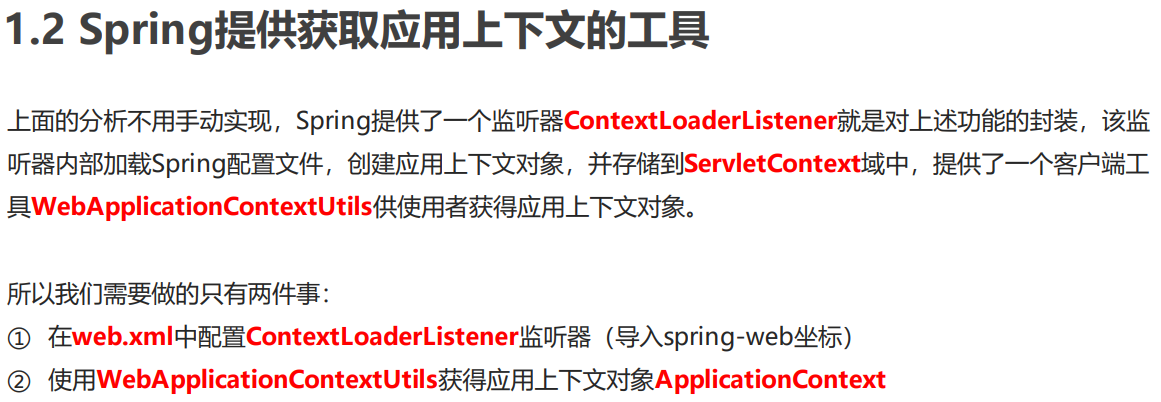 1.2 Spring提供获取应用上下文的工具
上面的分析不用手动实现，Spring提供了一个监听器ContextLoaderListener就是对上述功能的封装，该监
听器内部加载Spring配置文件，创建应用上下文对象，并存储到ServletContext域中，提供了一个客户端工
具WebApplicationContextUtils供使用者获得应用上下文对象。
所以我们需要做的只有两件事：
① 在web.xml中配置ContextLoaderListener监听器（导入spring-web坐标）
② 使用WebApplicationContextUtils获得应用上下文对象ApplicationContext